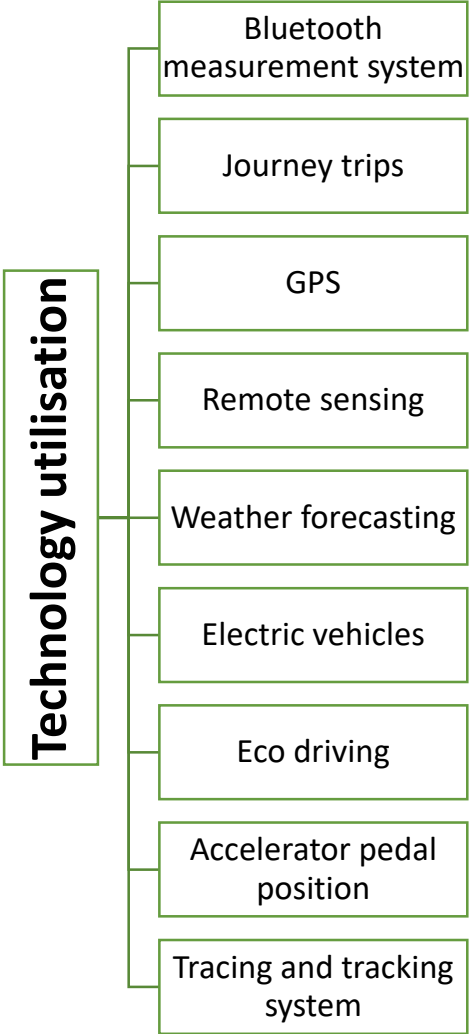 Technology utilisation
Bluetooth
measurement system
Journey trips
GPS
Remote sensing
Weather forecasting
Electric vehicles
Eco driving
Accelerator pedal
position
Tracing and tracking
system